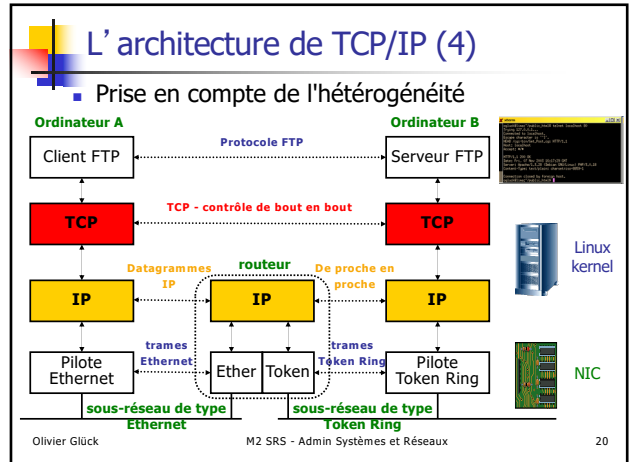 L'architecture de TCP/IP (4)
Prise en compte de l'hétérogénéité
Ordinateur A
Ordinateur B
Client FTP
Protocole FTP
Serveur FTP
TCP
TCP - contrôle de bout en bout
TCP
Linux
kernel
Datagrammes
IP
routeur
De proche en
proche
IP
IP
IP
trames
Ethernet
trames
Token Ring
Pilote
Ethernet
Ether
Token
Pilote
Token Ring
NIC
sous-réseau de type
Ethernet
sous-réseau de type
Token Ring
Olivier Glück
M2 SRS - Admin Systèmes et Réseaux
20